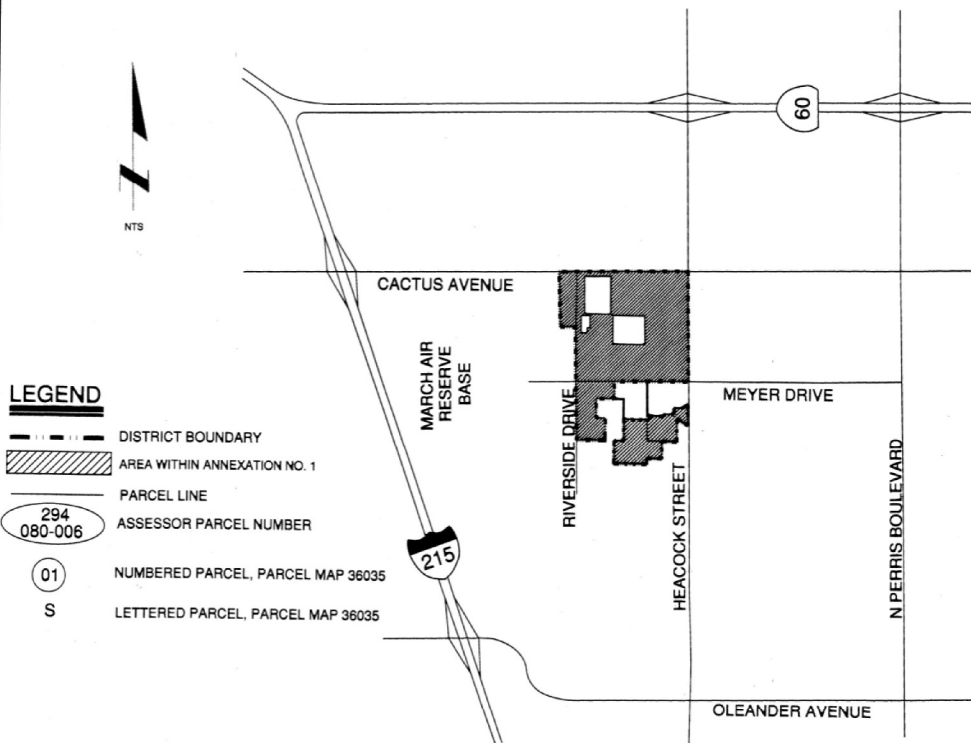 60
NTS
CACTUS AVENUE
MARCH AIR
RESERVE
BASE
LEGEND
MEYER DRIVE
DISTRICT BOUNDARY
AREA WITHIN ANNEXATION NO. 1
PARCEL LINE
294
080-006
ASSESSOR PARCEL NUMBER
RIVERSIDE DRIVE
HEACOCK STREET
N PERRIS BOULEVARD
215
01
NUMBERED PARCEL, PARCEL MAP 36035
S
LETTERED PARCEL, PARCEL MAP 36035
OLEANDER AVENUE